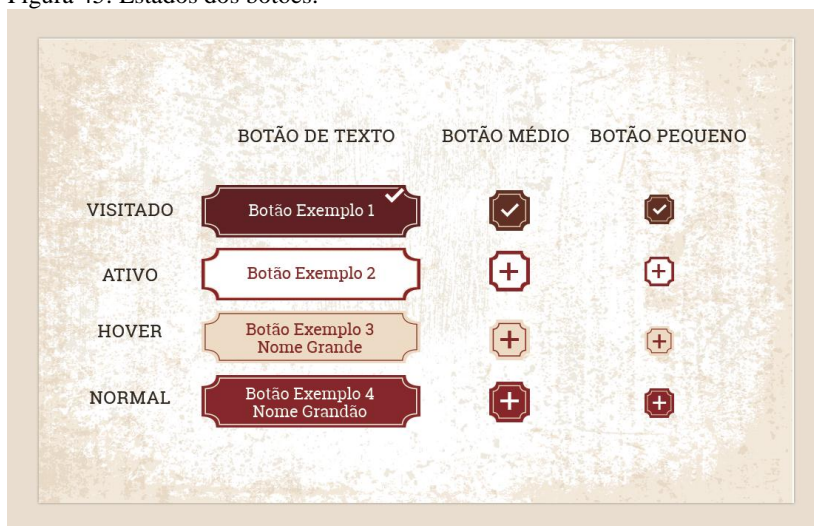 Figura 45: Estados dos botões.
BOTÃO DE TEXTO BOTÃO MÉDIO BOTÃO PEQUENO
VISITADO Botão Exemplo 1
ATIVO Botão Exemplo 2
HOVER Botão Exemplo 3
Nome Grande
NORMAL Botão Exemplo 4
Nome Grandão